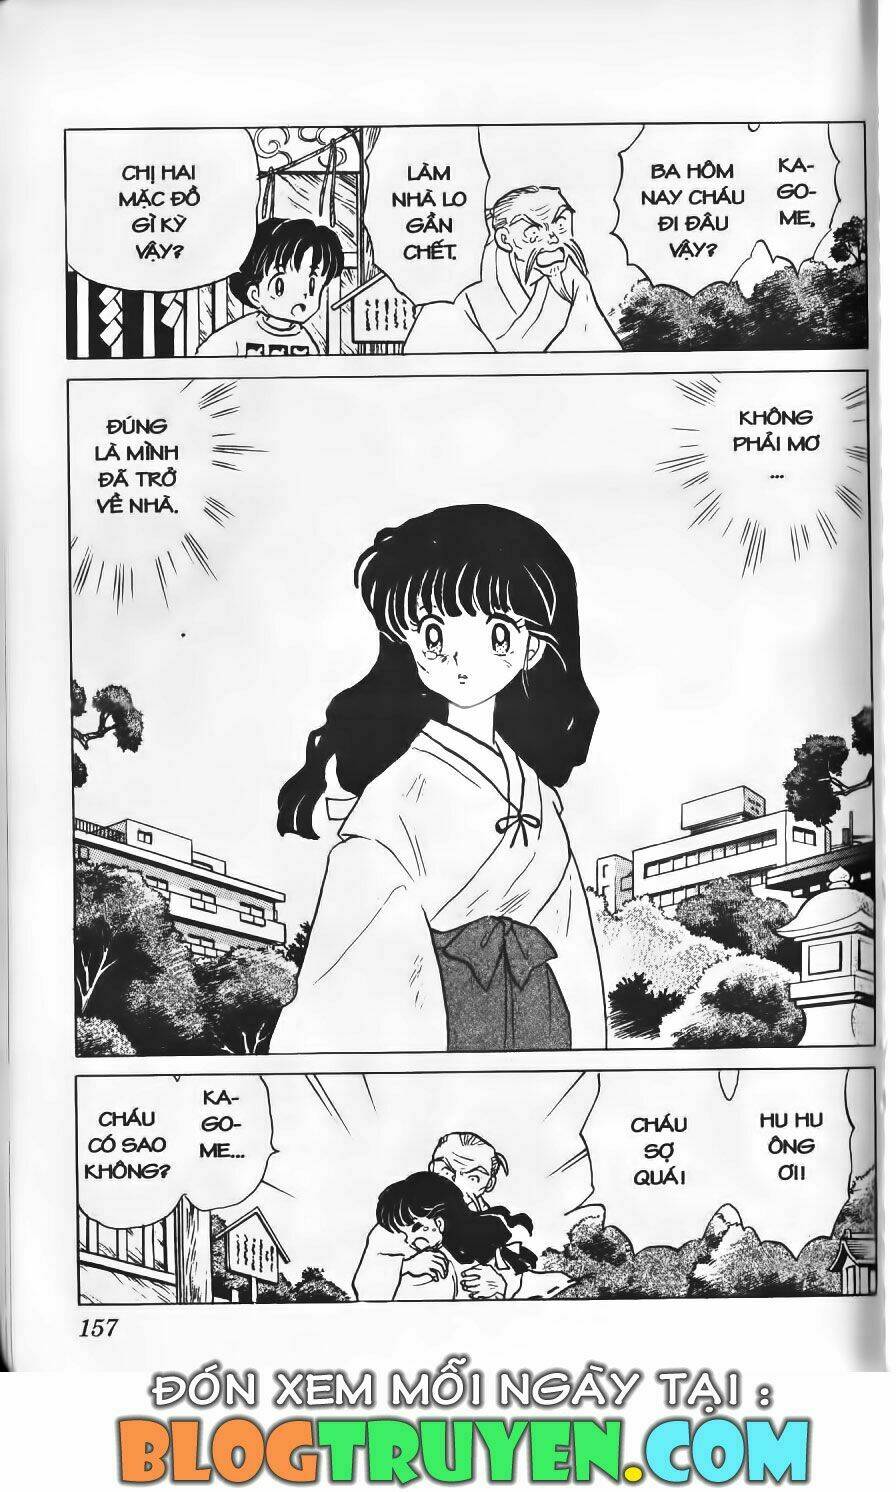 KA-
GO-
ME,
BA HÔM
NAY CHÁU
ĐI ĐÂU
VẬY?
LÀM
NHÀ LO
GẦN
CHẾT.
CHỊ HAI
MẶC ĐỒ
GÌ KỲ
VẬY?
KHÔNG
PHẢI MƠ
...
ĐÚNG
LÀ MÌNH
ĐÃ TRỞ
VỀ NHÀ.
HU HU
ÔNG
ƠI!
CHÁU
SỢ
QUÁ!
KA-
GO-
ME...
CHÁU
CÓ SAO
KHÔNG?
157
ĐÓN XEM MỖI NGÀY TẠI :
BLOGTRUYEN.COM